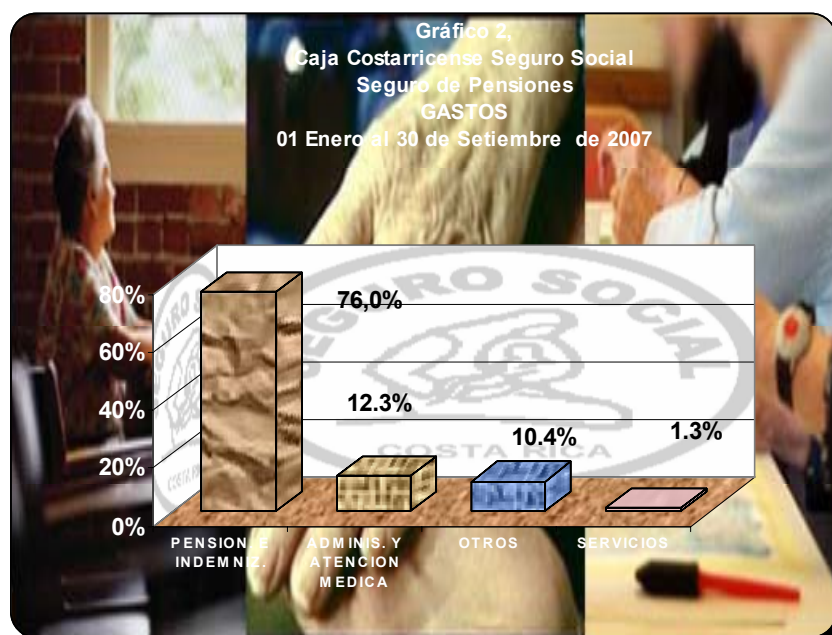 Gráfico 2,
Caja Costarricense Seguro Social
Seguro de Pensiones
GASTOS
01 Enero al 30 de Setiembre de 2007
80%
60%
40%
20%
0%
76,0%
12.3%
10.4%
1.3%
SEGURO SOCIAL
COSTA RICA
PENSION. E
INDEMNIZ.
ADMINIS. Y
ATENCION
MEDICA
OTROS
SERVICIOS